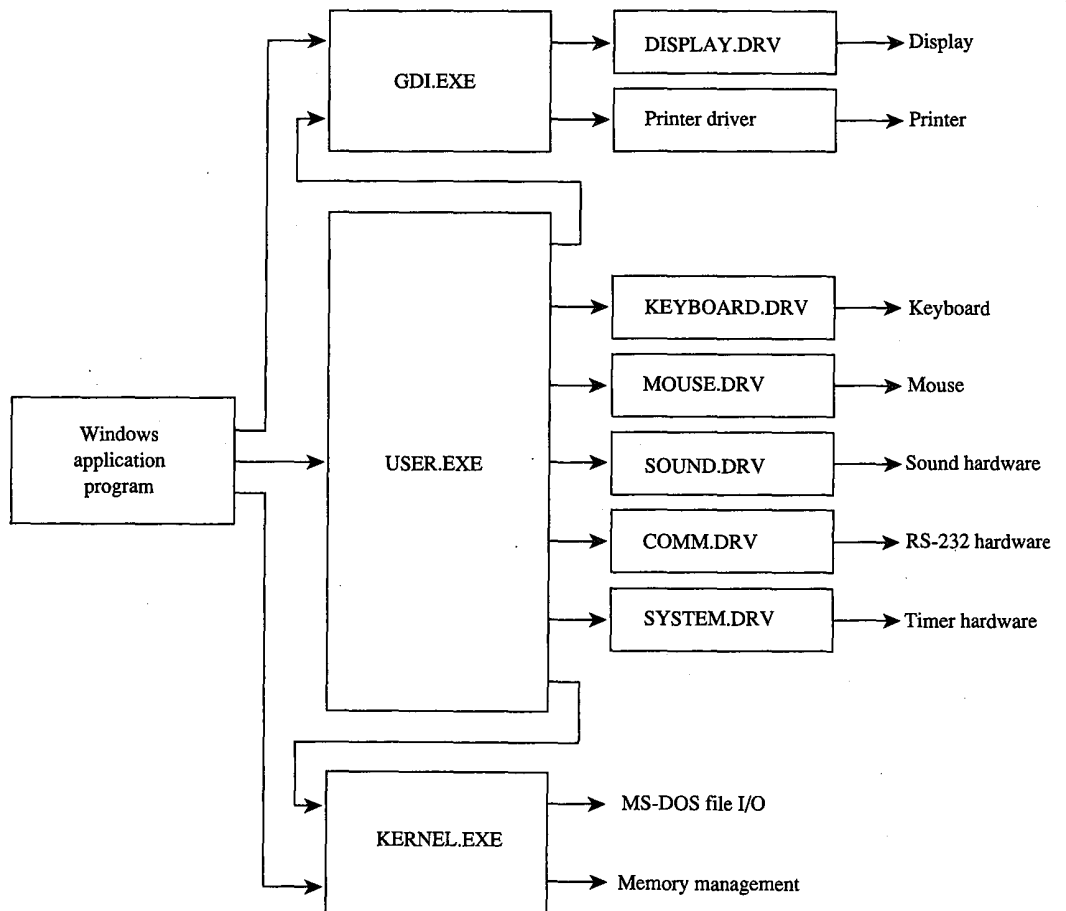 GDI.EXE
DISPLAY.DRV
Display
Printer driver
Printer
Windows
application
program
USER.EXE
KEYBOARD.DRV
Keyboard
MOUSE.DRV
Mouse
SOUND.DRV
Sound hardware
COMM.DRV
RS-232 hardware
SYSTEM.DRV
Timer hardware
KERNEL.EXE
MS-DOS file I/O
Memory management